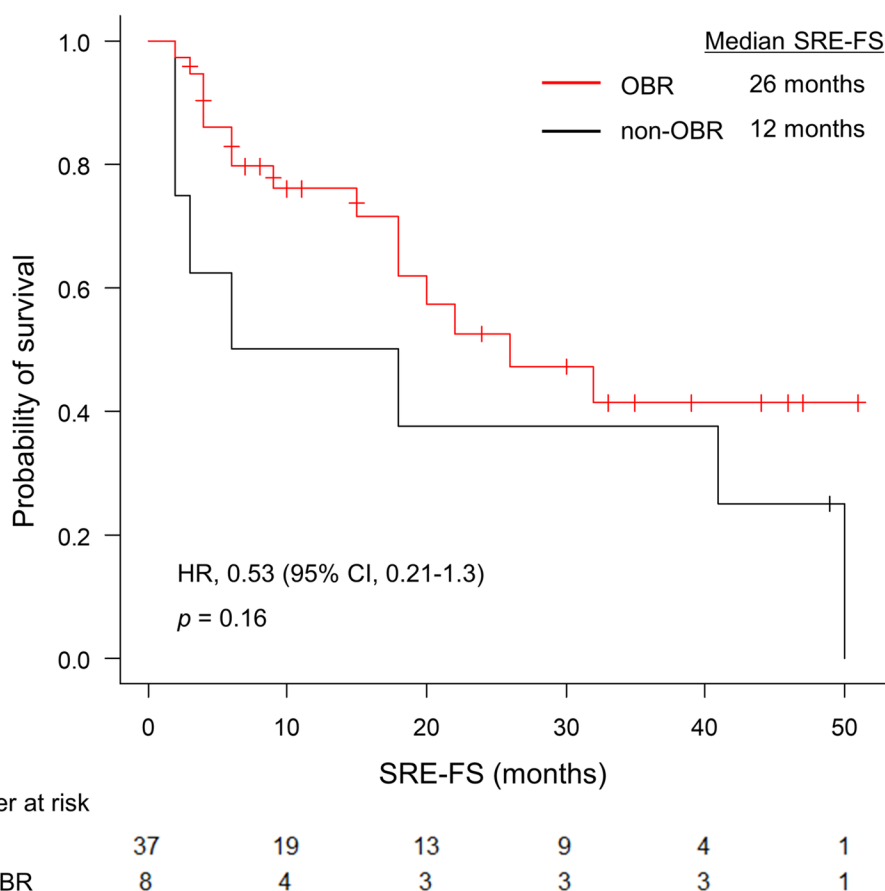 Median SRE-FS
OBR 26 months
non-OBR 12 months
1.0
0.8
0.6
0.4
0.2
0.0
Probability of survival
HR, 0.53 (95% CI, 0.21-1.3)
p = 0.16
0 10 20 30 40 50
SRE-FS (months)
er at risk
37 19 13 9 4 1
BR 8 4 3 3 3 1